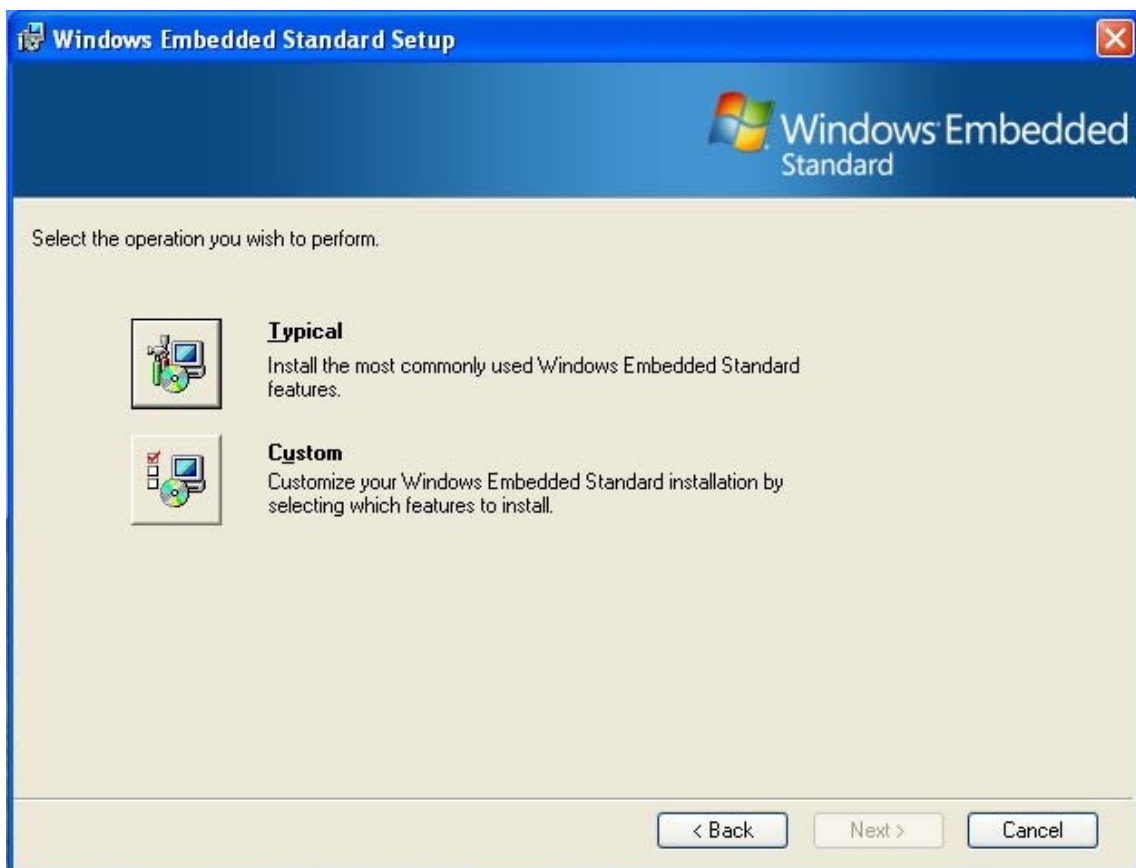 Windows Embedded Standard Setup
Windows Embedded
Standard
Select the operation you wish to perform.
Typical
Install the most commonly used Windows Embedded Standard
features.
Custom
Customize your Windows Embedded Standard installation by
selecting which features to install.
< Back
Next >
Cancel